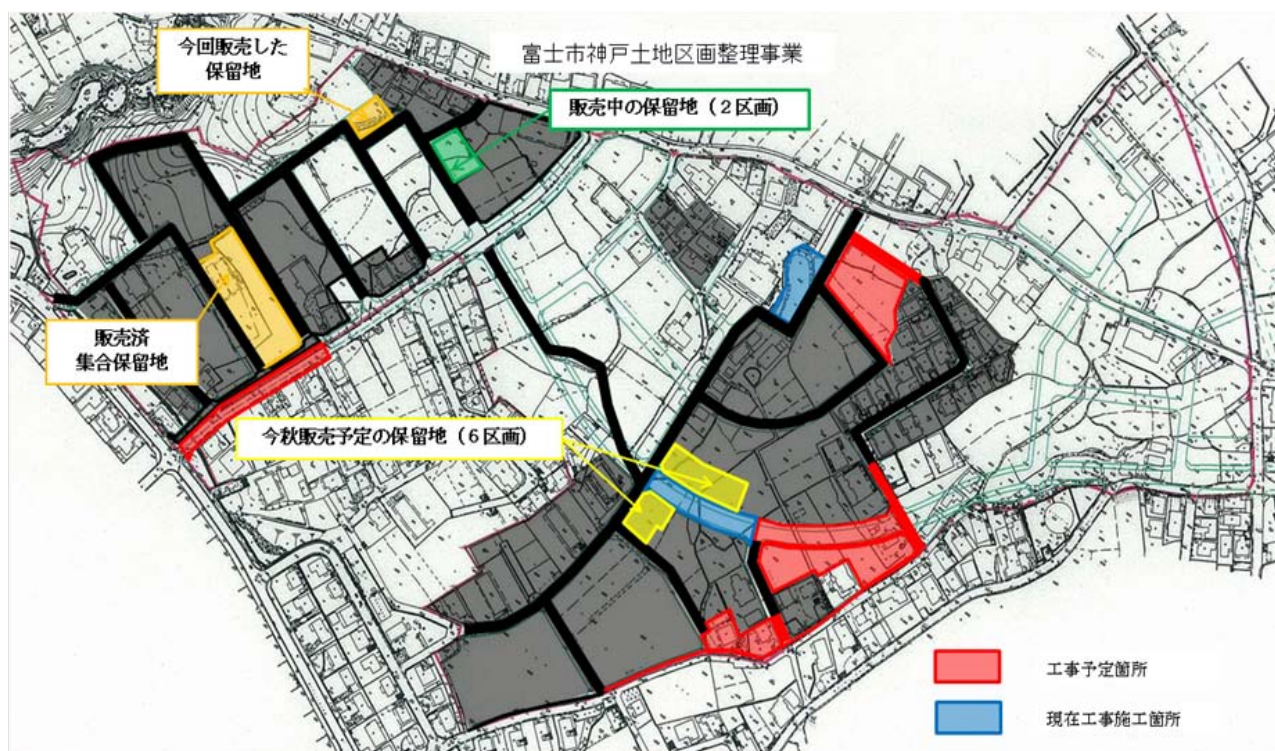 今回販売した
保留地
富士市神戸土地区画整理事業
販売中の保留地（2区画）
販売済
集合保留地
今秋販売予定の保留地（6区画）
工事予定箇所
現在工事施工箇所